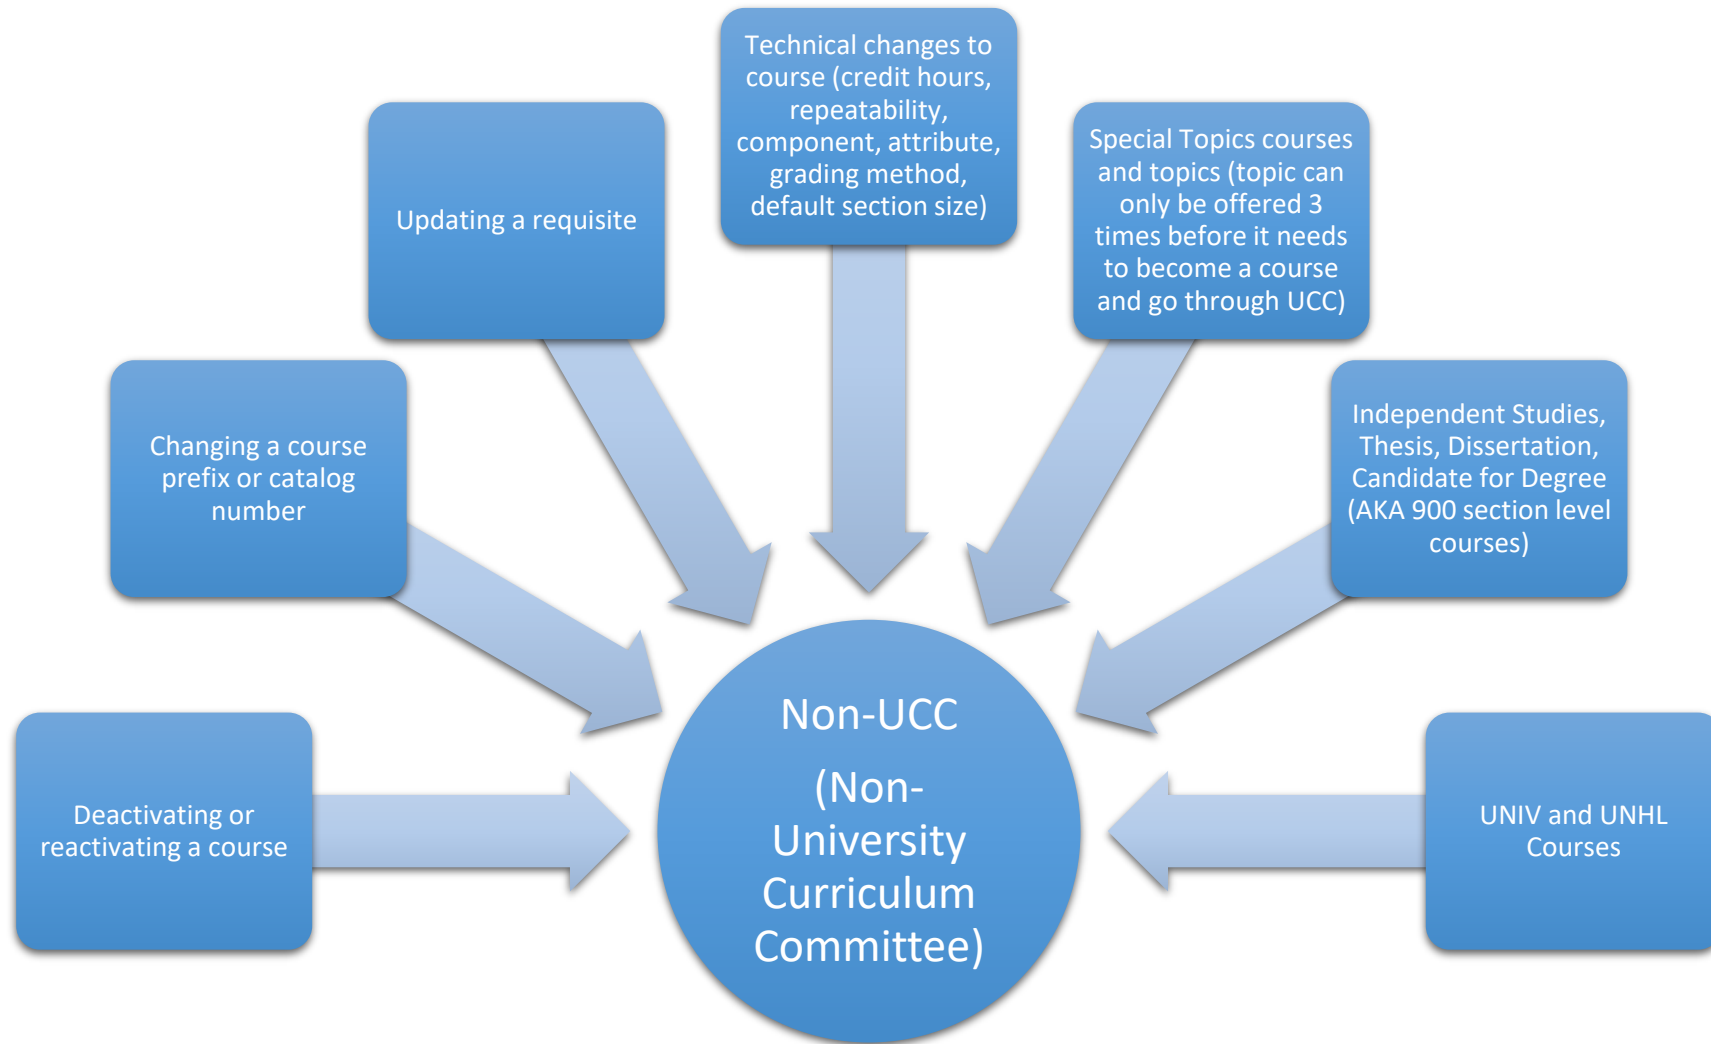 Technical changes to
course (credit hours,
repeatability,
component, attribute,
grading method,
default section size)
Updating a requisite
Special Topics courses
and topics (topic can
only be offered 3
times before it needs
to become a course
and go through UCC)
Changing a course
prefix or catalog
number
Independent Studies,
Thesis, Dissertation,
Candidate for Degree
(AKA 900 section level
courses)
Deactivating or
reactivating a course
Non-UCC
(Non-
University
Curriculum
Committee)
UNIV and UNHL
Courses